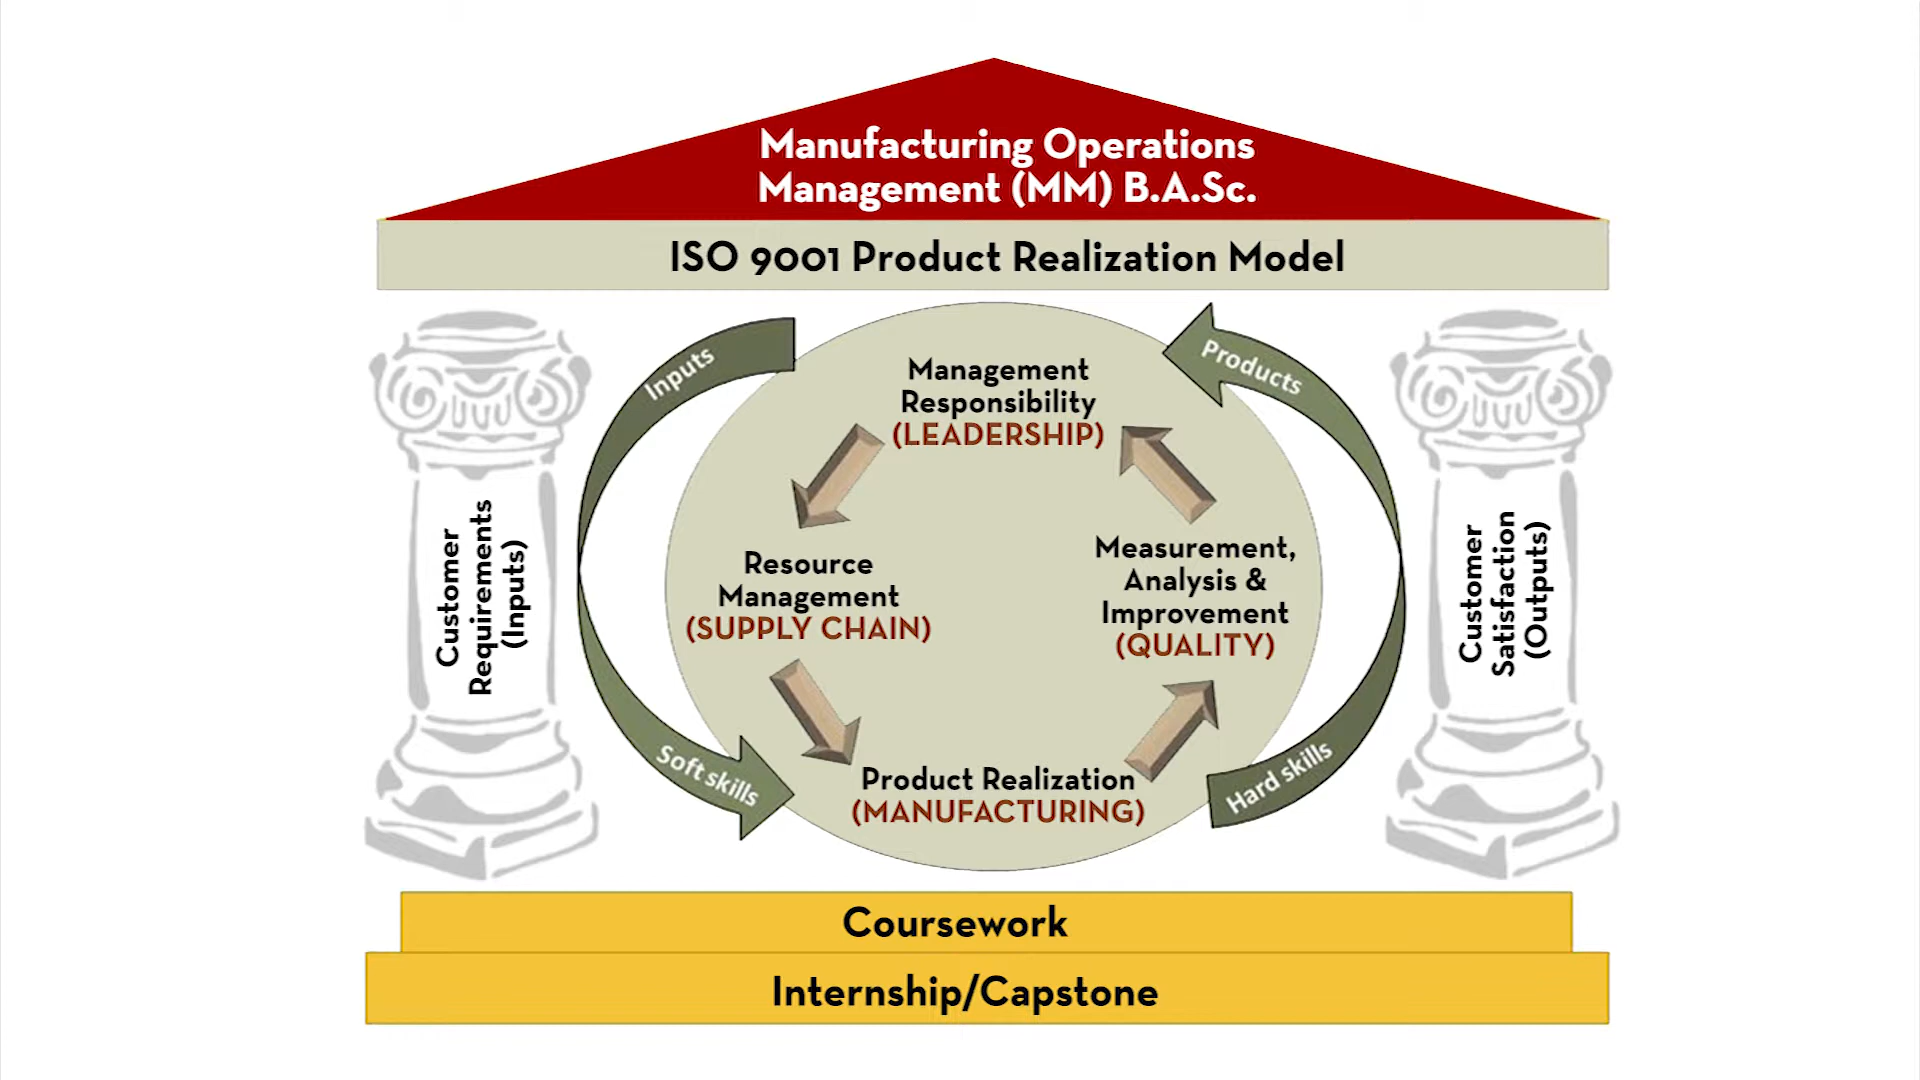 Manufacturing Operations
Management (MM) B.A.Sc.
ISO 9001 Product Realization Model
Inputs
Products
Management
Responsibility
(LEADERSHIP)
Customer
Requirements
(Inputs)
Resource
Management
(SUPPLY CHAIN)
Measurement,
Analysis &
Improvement
(QUALITY)
Customer
Satisfaction
(Outputs)
Soft skills
Product Realization
(MANUFACTURING)
Hard skills
Coursework
Internship/Capstone